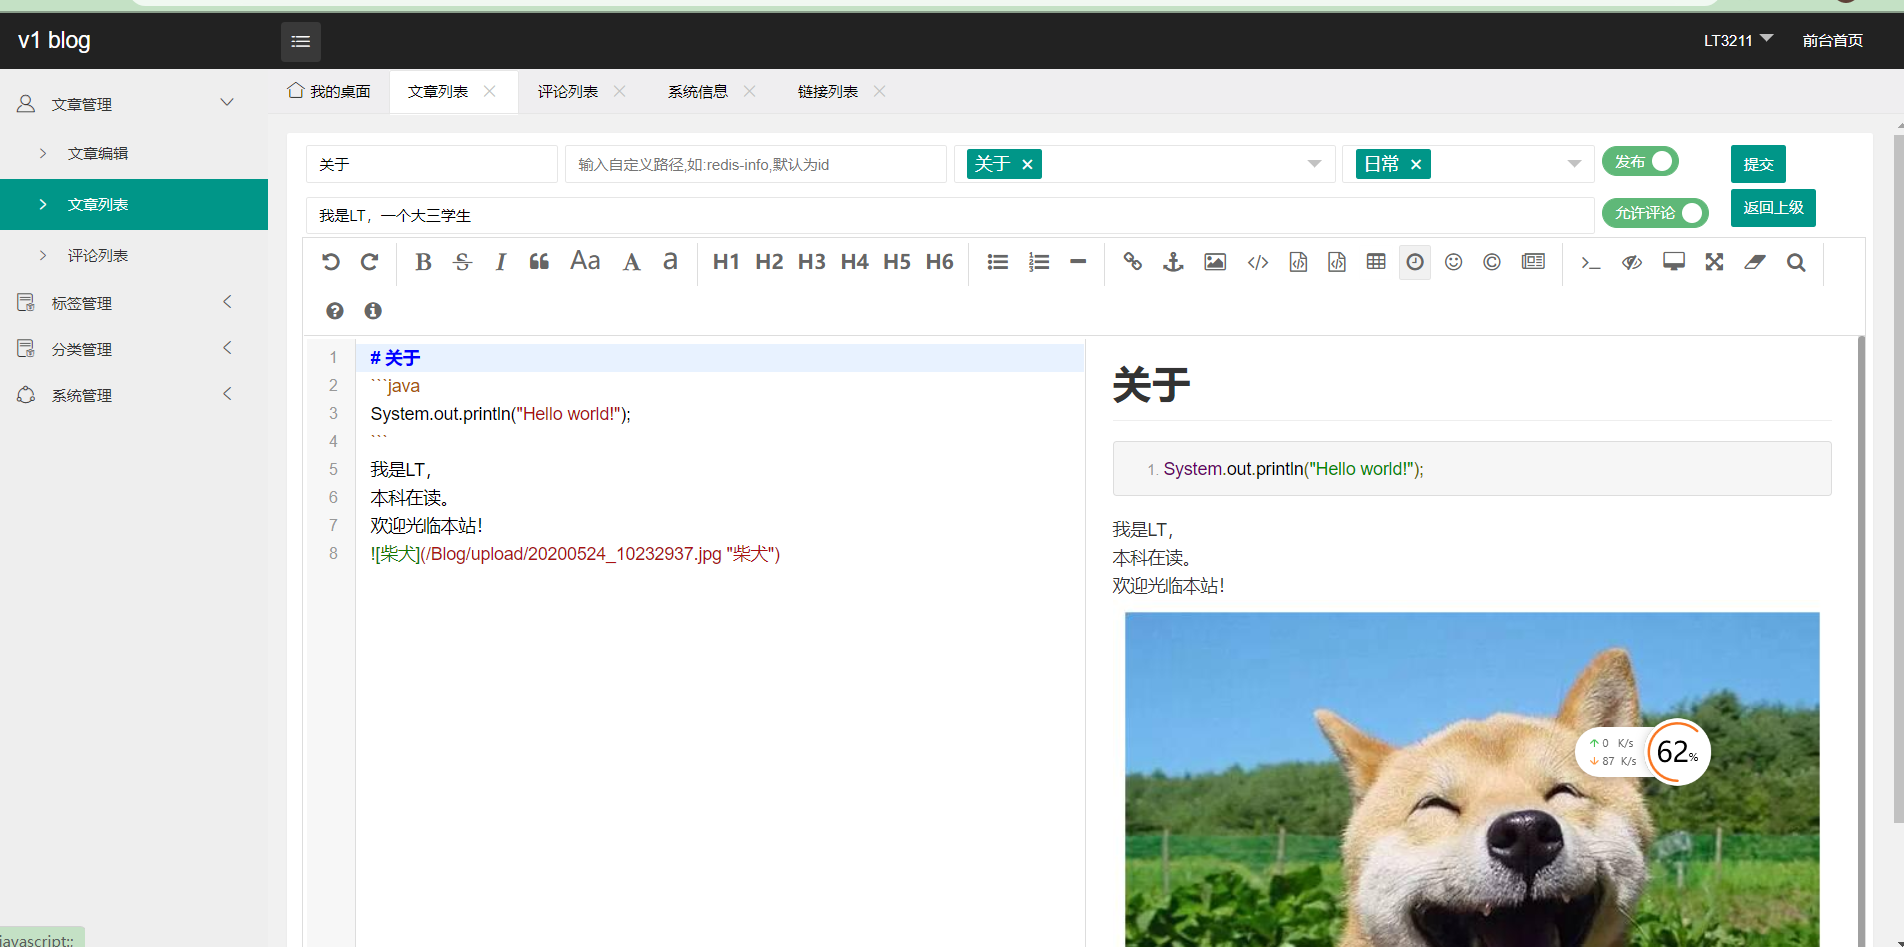 v1 blog
LT3211
前台首页
文章管理
文章编辑
文章列表
评论列表
标签管理
分类管理
系统管理
我的桌面
文章列表
评论列表
系统信息
链接列表
关于
输入自定义路径,如:redis-info,默认为id
关于 ×
日常 ×
发布
提交
我是LT，一个大三学生
允许评论
返回上级
B S I Aa A a H1 H2 H3 H4 H5 H6
1 # 关于
2 ```java
3 System.out.println("Hello world!");
4 ```
5 我是LT，
6 本科在读。
7 欢迎光临本站！
8 ![柴犬](/Blog/upload/20200524_10232937.jpg "柴犬")
关于
1. System.out.println("Hello world!");
我是LT，
本科在读。
欢迎光临本站！
0 K/s
87 K/s
62%
javascript:;